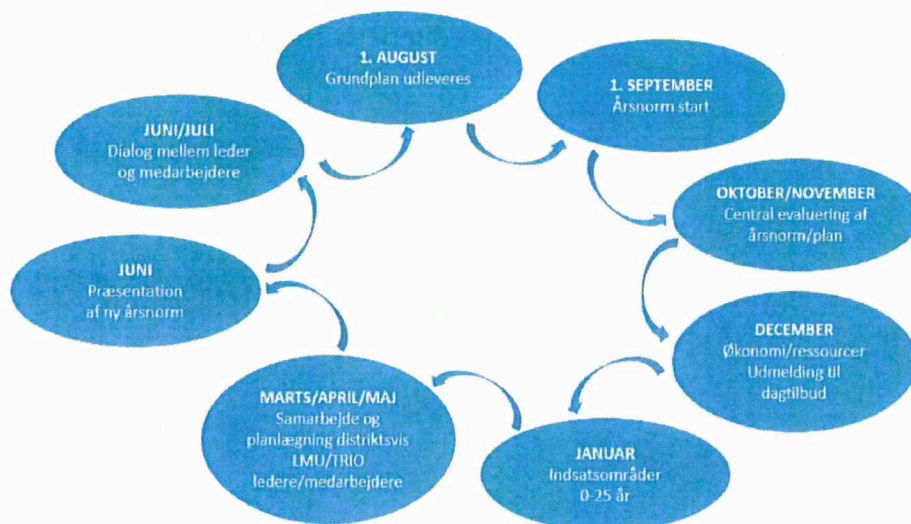 1. AUGUST
Grundplan udleveres
1. SEPTEMBER
Årsnorm start
OKTOBER/NOVEMBER
Central evaluering af
årsnorm/plan
DECEMBER
Økonomi/ressourcer
Udmelding til
dagtilbud
JANUAR
Indsatsområder
0-25 år
MARTS/APRIL/MAJ
Samarbejde og
planlægning distriktsvis
LMU/TRIO
ledere/medarbejdere
JUNI
Præsentation
af ny årsnorm
JUNI/JULI
Dialog mellem leder
og medarbejdere